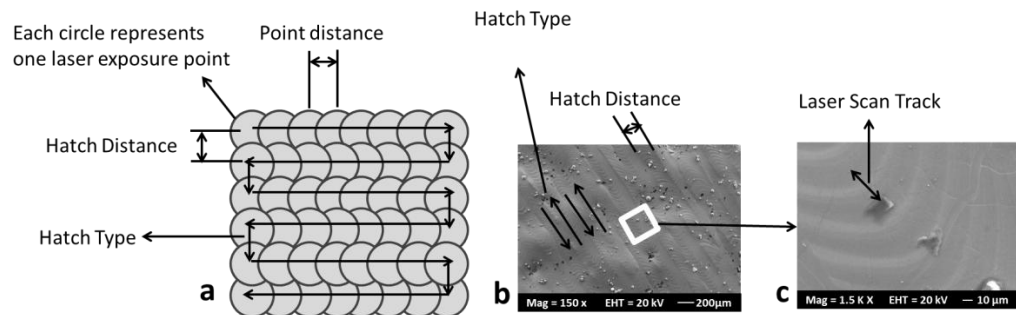 Each circle represents
one laser exposure point
Point distance
Hatch Distance
Hatch Type
a
Hatch Type
Hatch Distance
b
Mag = 150 x EHT = 20 kV 200µm
Laser Scan Track
c
Mag = 1.5 K X EHT = 20 kV 10 µm